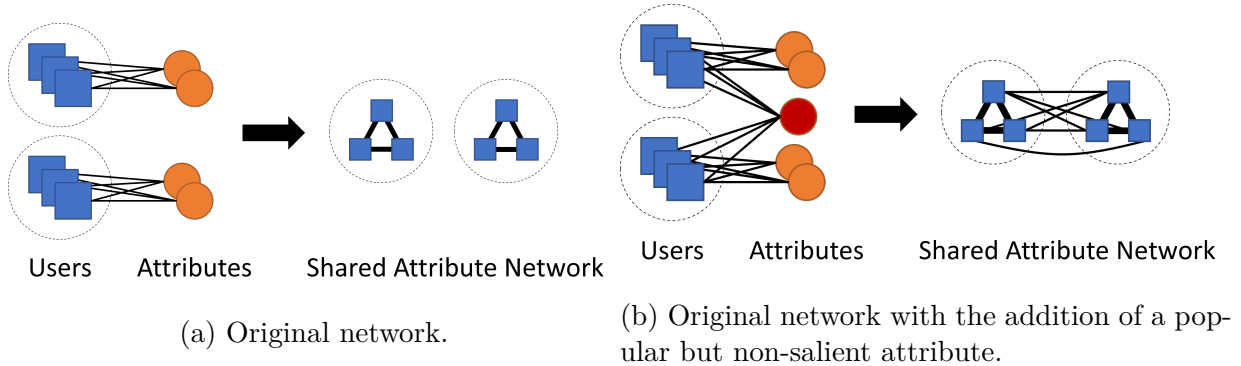 Users
Attributes
Shared Attribute Network
(a) Original network.
Users
Attributes
Shared Attribute Network
(b) Original network with the addition of a pop-
ular but non-salient attribute.